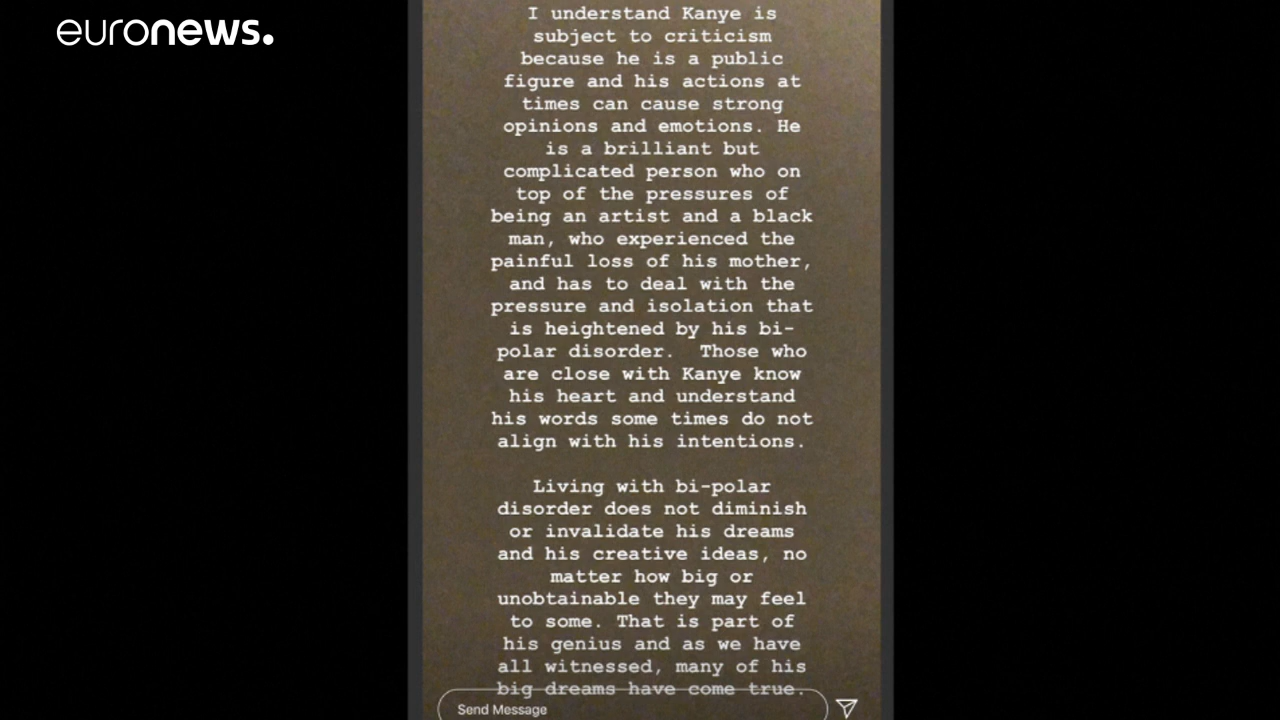 euronews.
I understand Kanye is
subject to criticism
because he is a public
figure and his actions at
times can cause strong
opinions and emotions. He
is a brilliant but
complicated person who on
top of the pressures of
being an artist and a black
man, who experienced the
painful loss of his mother,
and has to deal with the
pressure and isolation that
is heightened by his bi-
polar disorder.  Those who
are close with Kanye know
his heart and understand
his words some times do not
align with his intentions.
Living with bi-polar
disorder does not diminish
or invalidate his dreams
and his creative ideas, no
matter how big or
unobtainable they may feel
to some. That is part of
his genius and as we have
all witnessed, many of his
big dreams have come true.
Send Message